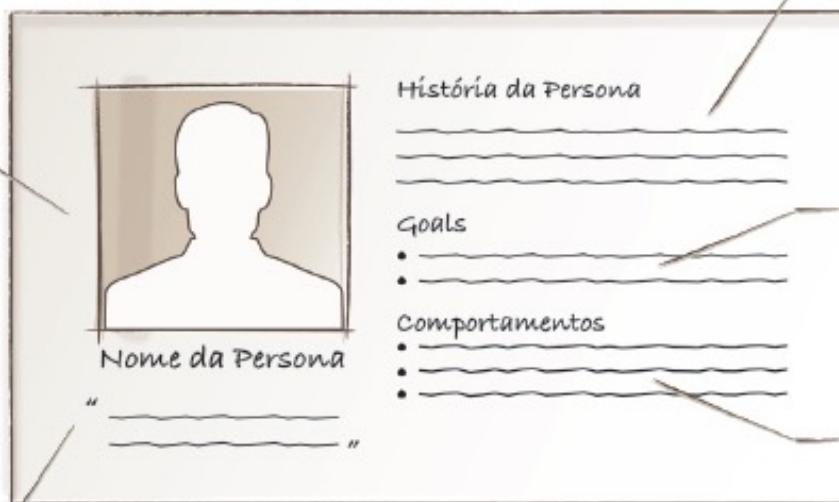 Nome da Persona
“
”
História da Persona
Goals
•
•
Comportamentos
•
•
•